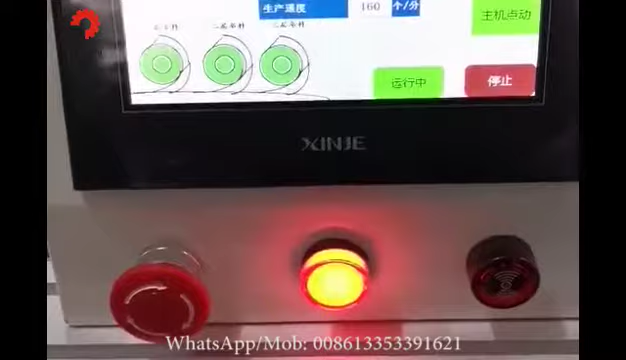 生产速度 160 个/分
主机点动
运行中 停止
XINJE
WhatsApp/Mob: 008613353391621